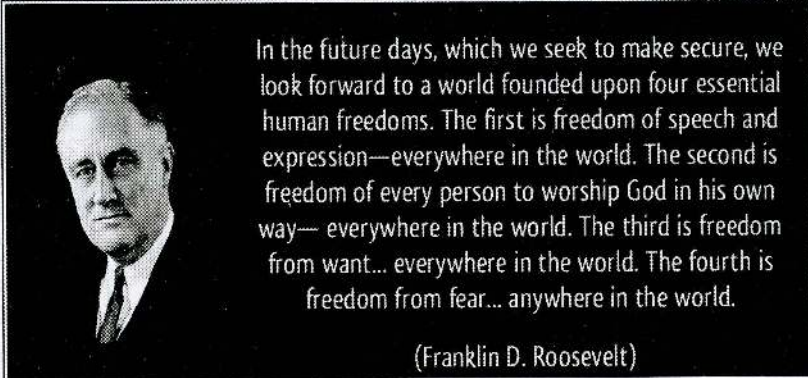 In the future days, which we seek to make secure, we
look forward to a world founded upon four essential
human freedoms. The first is freedom of speech and
expression—everywhere in the world. The second is
freedom of every person to worship God in his own
way— everywhere in the world. The third is freedom
from want... everywhere in the world. The fourth is
freedom from fear... anywhere in the world.
(Franklin D. Roosevelt)